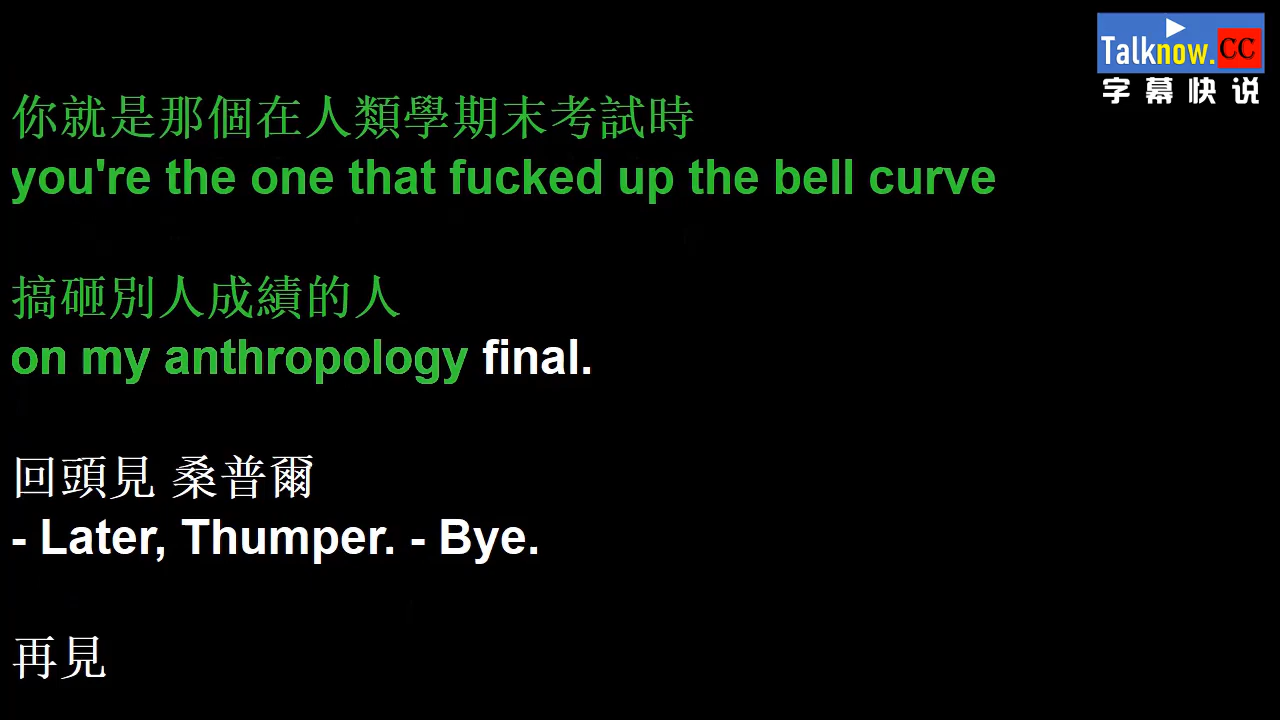 Talknow.CC
字幕快说
你就是那個在人類學期末考試時
you're the one that fucked up the bell curve
搞砸別人成績的人
on my anthropology final.
回頭見 桑普爾
- Later, Thumper. - Bye.
再見